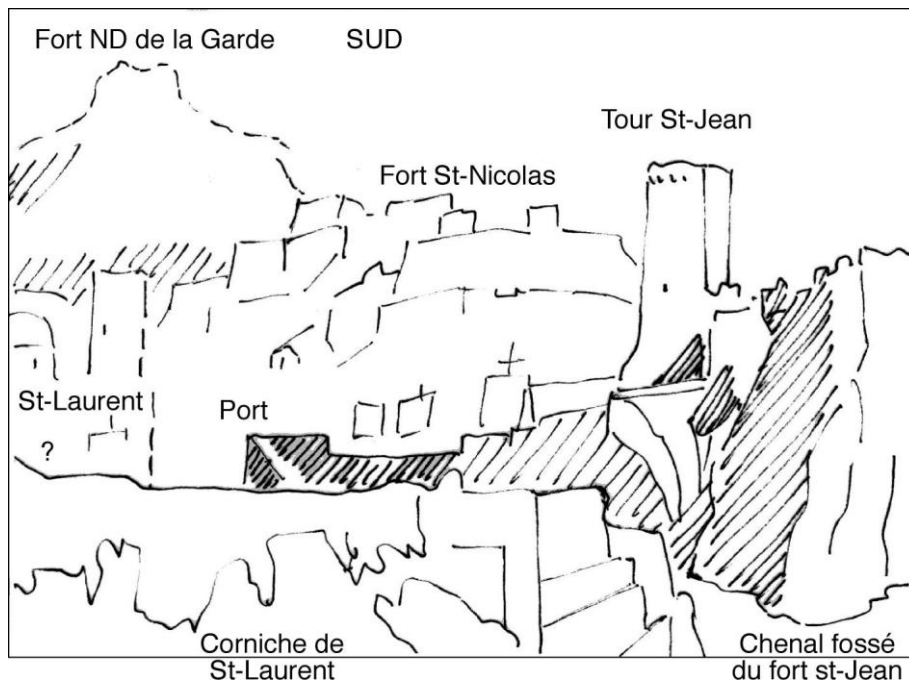 Fort ND de la Garde
SUD
Tour St-Jean
Fort St-Nicolas
St-Laurent
Port
?
Corniche de
St-Laurent
Chenal fossé
du fort st-Jean